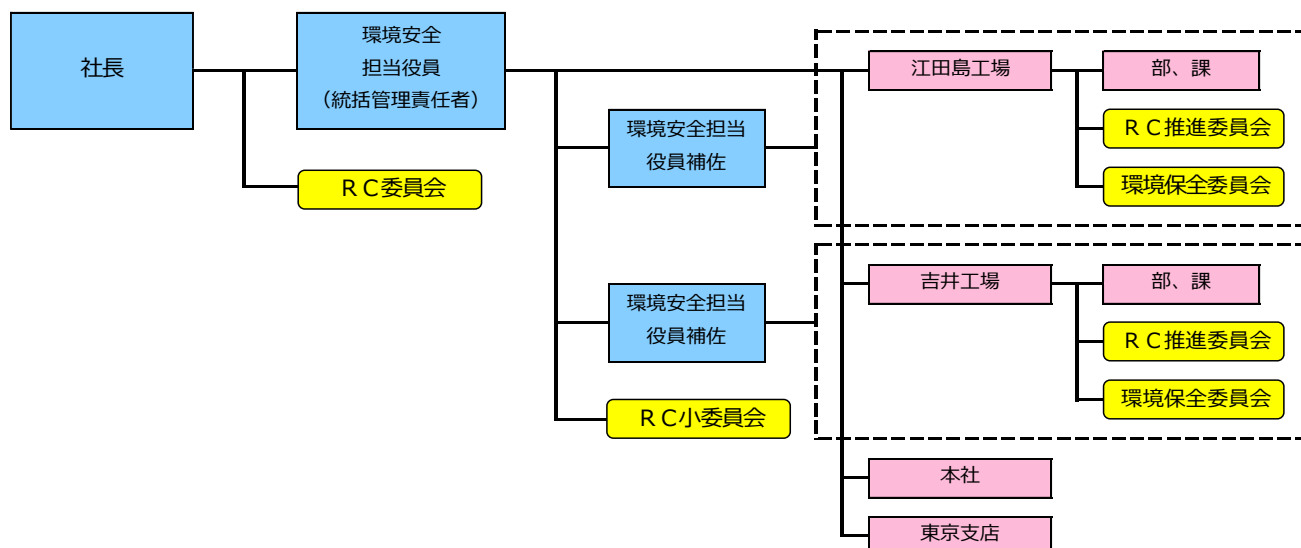 社長
環境安全
担当役員
（統括管理責任者）
ＲＣ委員会
環境安全担当
役員補佐
環境安全担当
役員補佐
ＲＣ小委員会
江田島工場
部、課
ＲＣ推進委員会
環境保全委員会
吉井工場
部、課
ＲＣ推進委員会
環境保全委員会
本社
東京支店